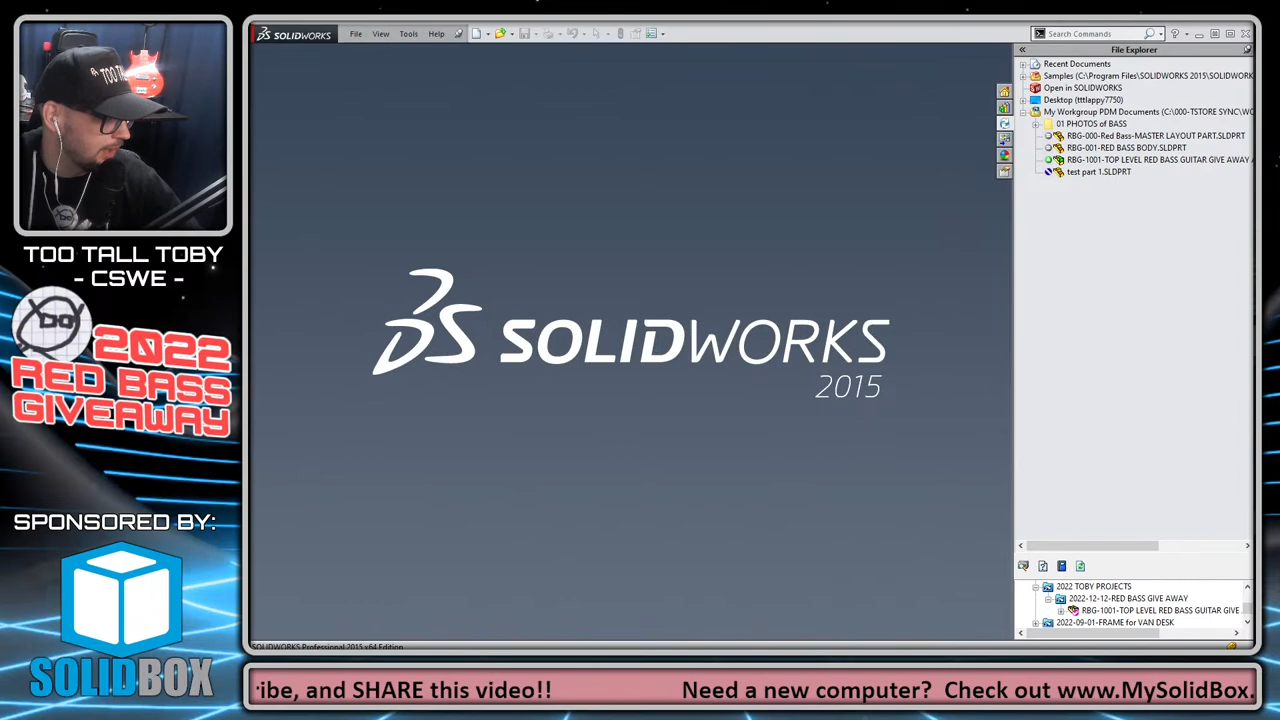 SOLIDWORKS
File View Tools Help
Search Commands
File Explorer
Recent Documents
Samples (C:\Program Files\SOLIDWORKS 2015\SOLIDWORK
Open in SOLIDWORKS
Desktop (tttlappy7750)
My Workgroup PDM Documents (C:\000-TSTORE SYNC\WO
01 PHOTOS of BASS
RBG-000-Red Bass-MASTER LAYOUT PART.SLDPRT
RBG-001-RED BASS BODY.SLDPRT
RBG-1001-TOP LEVEL RED BASS GUITAR GIVE AWAY
test part 1.SLDPRT
TOO TALL TOBY
- CSWE -
2022
RED BASS
GIVEAWAY
SPONSORED BY:
SOLIDBOX
SOLIDWORKS
2015
2022 TOBY PROJECTS
2022-12-12-RED BASS GIVE AWAY
RBG-1001-TOP LEVEL RED BASS GUITAR GIVE
2022-09-01-FRAME for VAN DESK
SOLIDWORKS Professional 2015 x64 Edition
ibe, and SHARE this video!! Need a new computer? Check out www.MySolidBox.